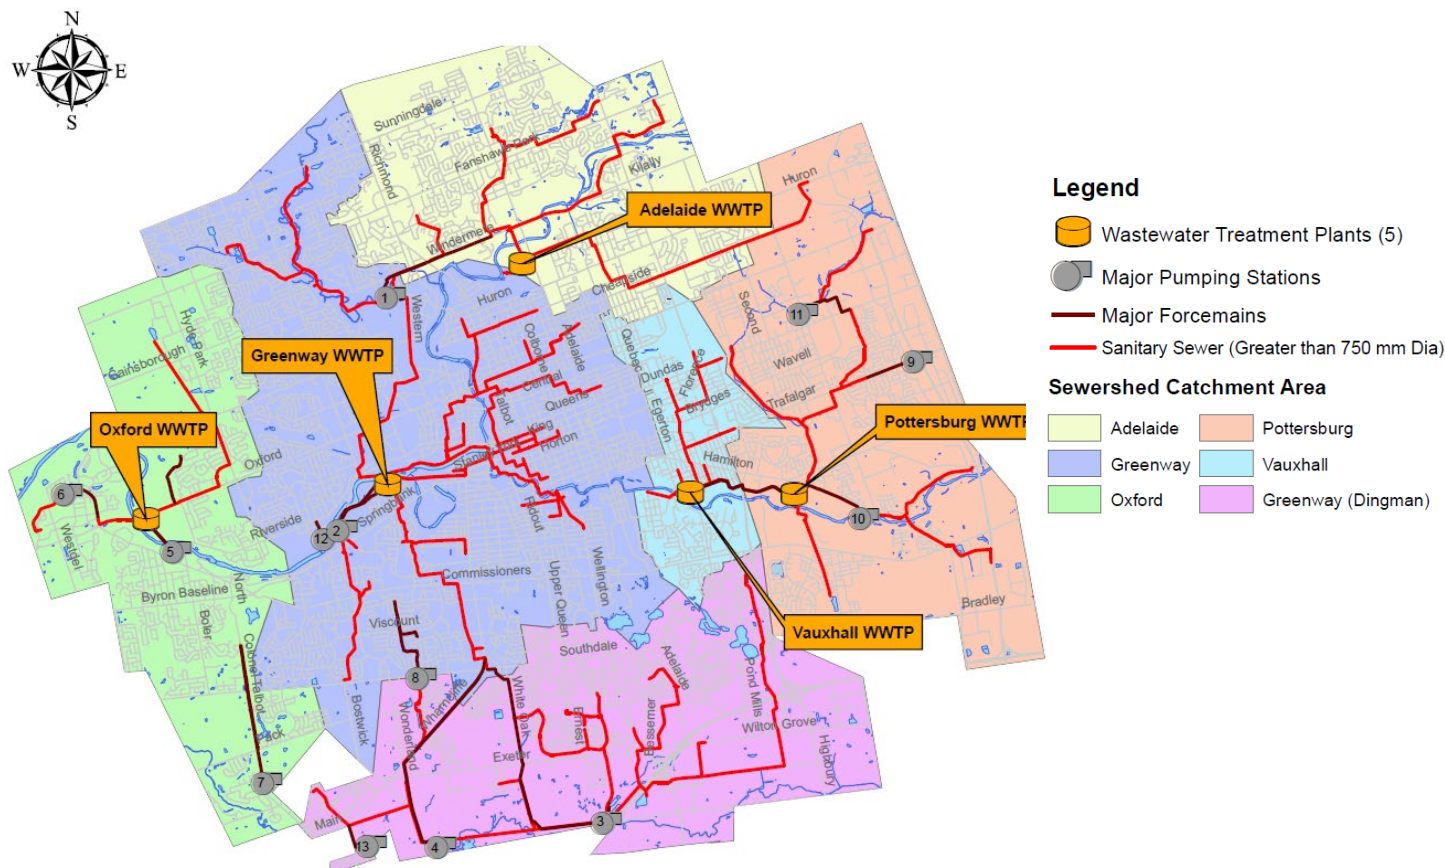 N
W
E
S
Sunningdale
Richmond
Fanshawe Park
Kilally
Huron
Adelaide WWTP
Windermere
Cheapside
Huron
1
Western
Second
11
Hyde Park
Gainsborough
Greenway WWTP
Colborne
Adelaide
Quebec
Dundas
Florence
Wavell
9
Central
Queens
Talbot
Egerton
Brydges
Trafalgar
Oxford WWTP
Pottersburg WWTP
Oxford
King
Horton
Hamilton
6
Springbank
Riverside
12
2
Ridout
10
Westdel
5
Commissioners
Wellington
Upper Queen
Byron Baseline
North
Boler
Bradley
Viscount
Vauxhall WWTP
Southdale
Colonel Talbot
8
Adelaide
Pond Mills
Wharncliffe
White Oak
Bostwick
Wonderland
Ernest
Bessemer
Wilton Grove
Pack
Exeter
Highbury
7
Main
3
13
4
Legend
Wastewater Treatment Plants (5)
Major Pumping Stations
Major Forcemains
Sanitary Sewer (Greater than 750 mm Dia)
Sewershed Catchment Area
Adelaide
Pottersburg
Greenway
Vauxhall
Oxford
Greenway (Dingman)